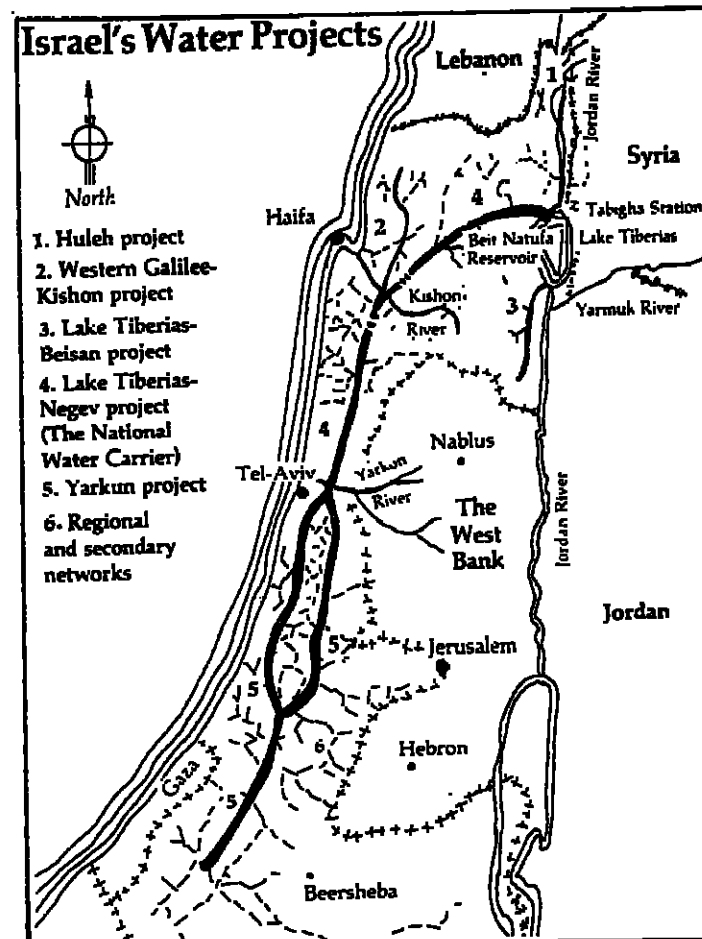 Israel's Water Projects
Lebanon
1
Jordan River
Syria
North
Haifa
4
2
Tabigha Station
Beit Natufa
Reservoir
Lake Tiberias
1. Huleh project
2. Western Galilee-
Kishon project
3. Lake Tiberias-
Beisan project
4. Lake Tiberias-
Negev project
(The National
Water Carrier)
5. Yarkun project
6. Regional
and secondary
networks
Kishon
River
3
Yarmuk River
4
Nablus
Tel-Aviv
Yarkun
River
The
West
Bank
Jordan River
Jordan
5
Jerusalem
5
6
Hebron
Gaza
5
Beersheba